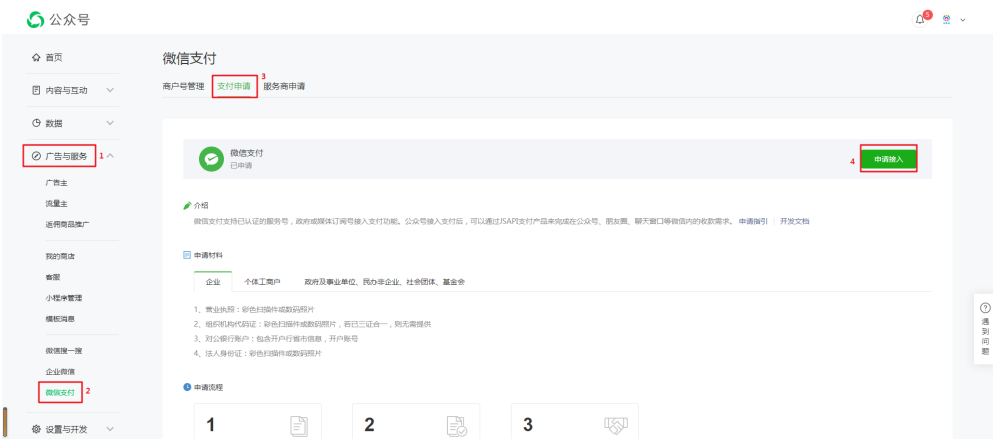 公众号
5
首页
内容与互动
数据
广告与服务 1
广告主
流量主
返佣商品推广
我的商店
客服
小程序管理
模板消息
微信搜一搜
企业微信
微信支付 2
设置与开发
微信支付
商户号管理 支付申请 3 服务商申请
微信支付
已申请
4 申请接入
介绍
微信支付支持已认证的服务号，政府或媒体订阅号接入支付功能。公众号接入支付后，可以通过JSAPI支付产品来完成在公众号、朋友圈、聊天窗口等微信内的收款需求。 申请指引 | 开发文档
申请材料
企业 个体工商户 政府及事业单位、民办非企业、社会团体、基金会
1、营业执照：彩色扫描件或数码照片
2、组织机构代码证：彩色扫描件或数码照片，若已三证合一，则无需提供
3、对公银行账户：包含开户行省市信息，开户账号
4、法人身份证：彩色扫描件或数码照片
申请流程
1 2 3
遇到问题